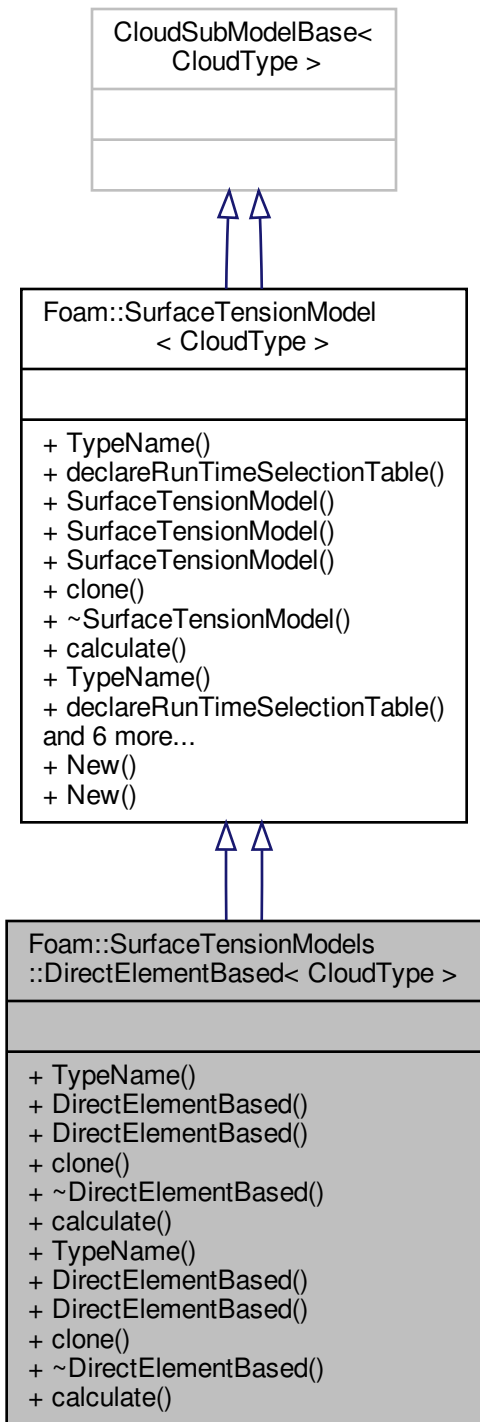 CloudSubModelBase<
CloudType >
Foam::SurfaceTensionModel
< CloudType >
+ TypeName()
+ declareRunTimeSelectionTable()
+ SurfaceTensionModel()
+ SurfaceTensionModel()
+ SurfaceTensionModel()
+ clone()
+ ~SurfaceTensionModel()
+ calculate()
+ TypeName()
+ declareRunTimeSelectionTable()
and 6 more...
+ New()
+ New()
Foam::SurfaceTensionModels
::DirectElementBased< CloudType >
+ TypeName()
+ DirectElementBased()
+ DirectElementBased()
+ clone()
+ ~DirectElementBased()
+ calculate()
+ TypeName()
+ DirectElementBased()
+ DirectElementBased()
+ clone()
+ ~DirectElementBased()
+ calculate()